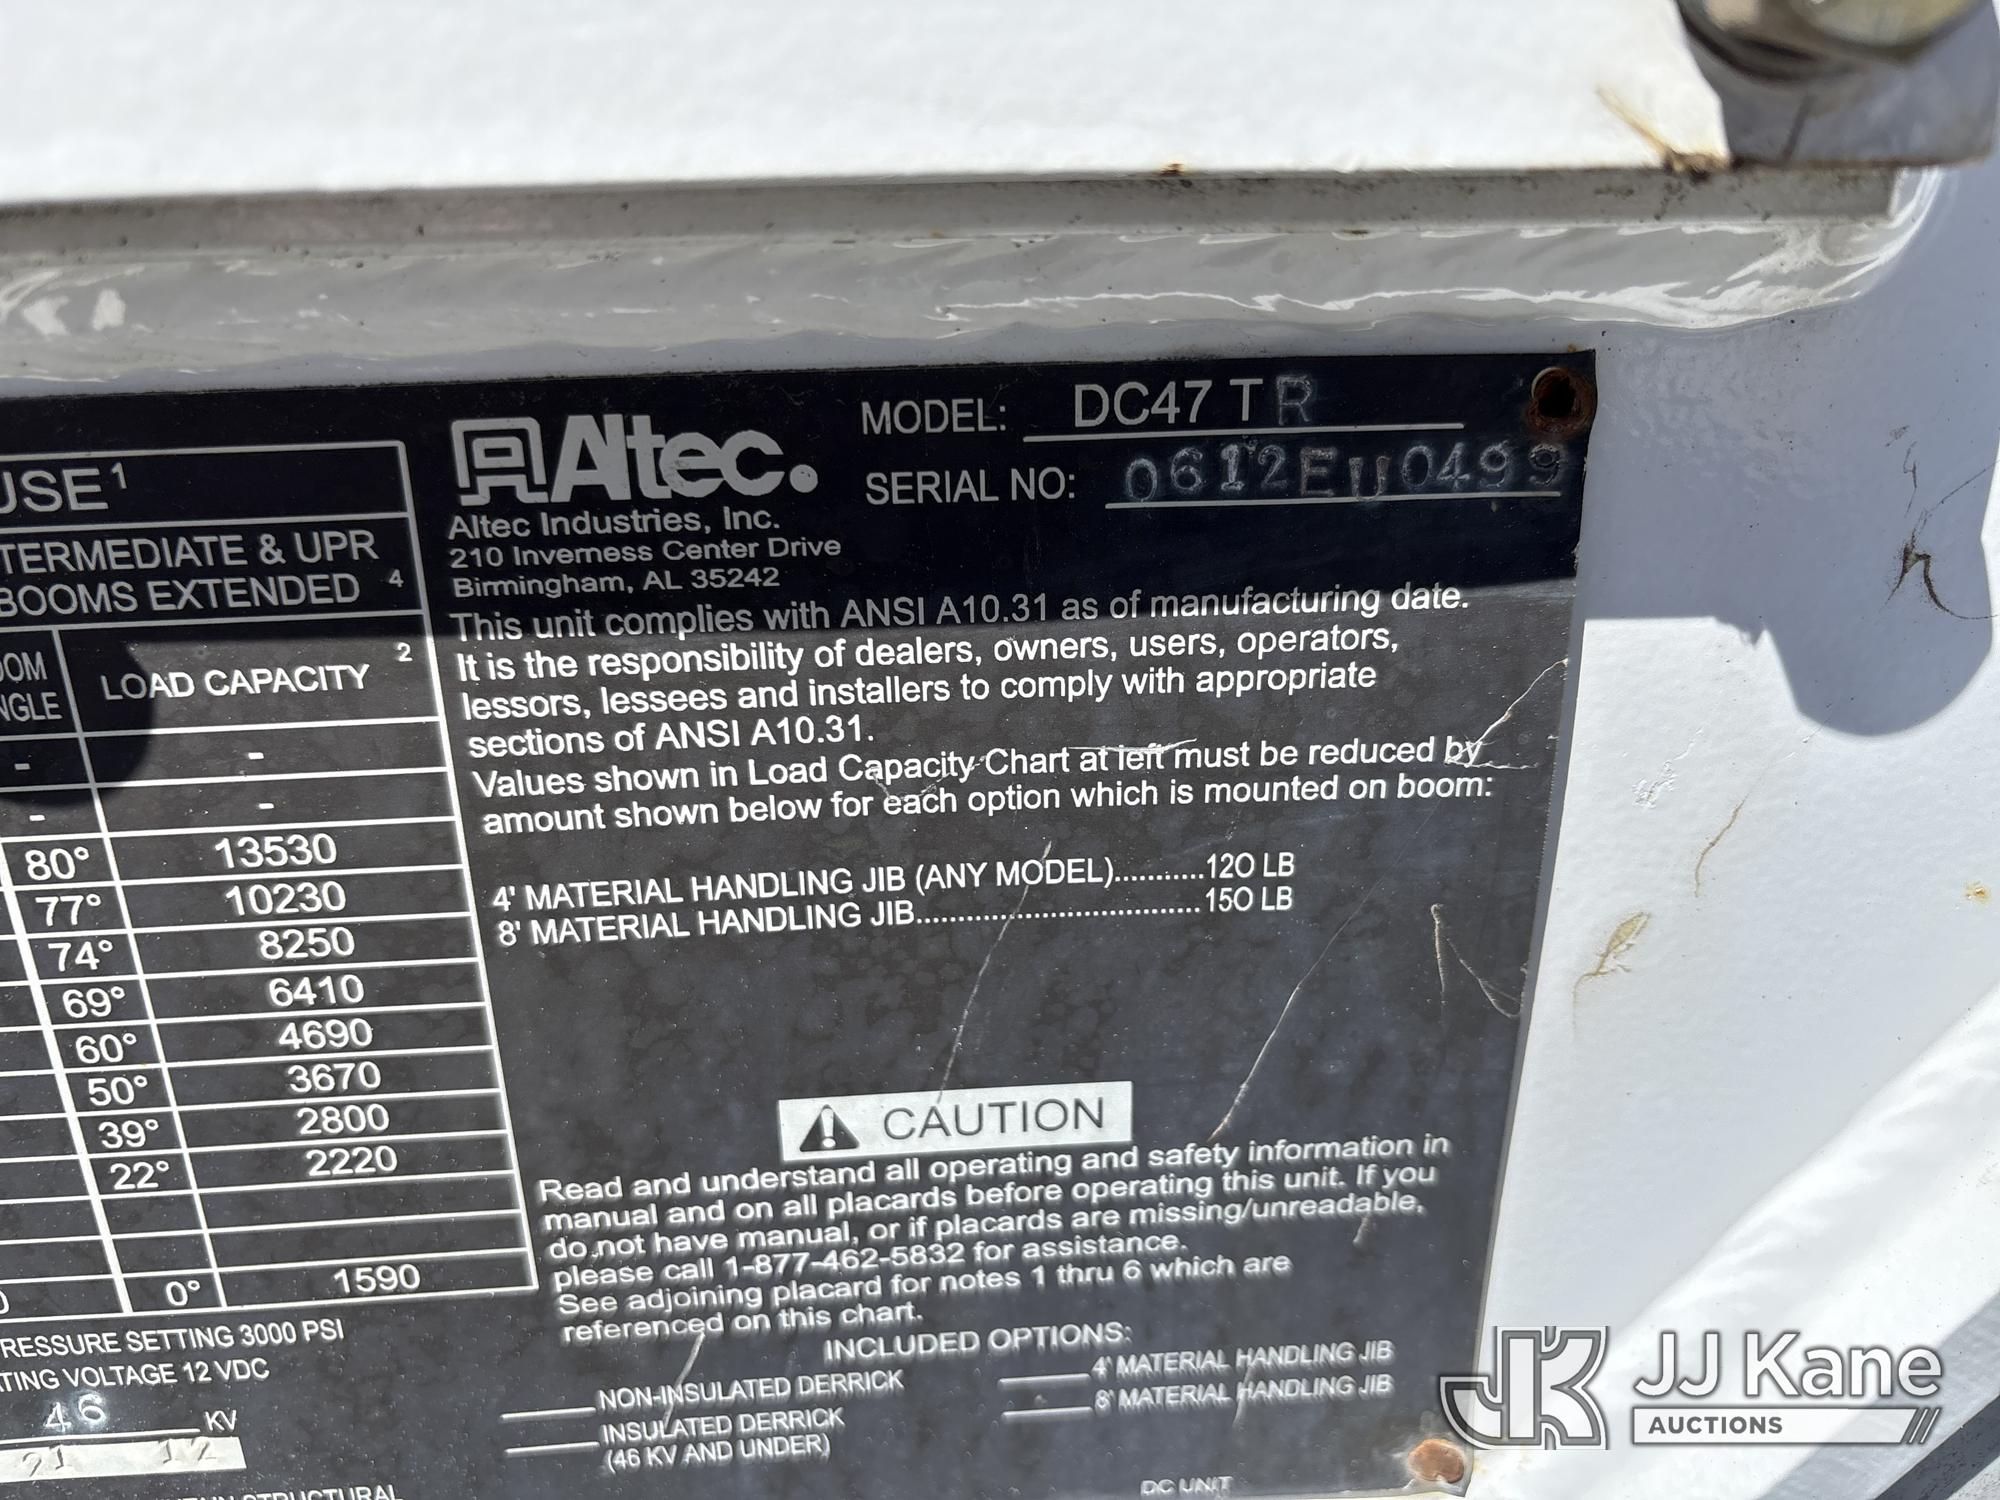 USE¹
TERMEDIATE & UPR
BOOMS EXTENDED 4
LOAD CAPACITY 2
-
-
-
-
80° 13530
77° 10230
74° 8250
69° 6410
60° 4690
50° 3670
39° 2800
22° 2220
0° 1590
RESSURE SETTING 3000 PSI
TING VOLTAGE 12 VDC
46 KV
21 12
STRUCTURAL
Altec.
MODEL: DC47 TR
SERIAL NO: 0612EU0499
Altec Industries, Inc.
210 Inverness Center Drive
Birmingham, AL 35242
This unit complies with ANSI A10.31 as of manufacturing date.
It is the responsibility of dealers, owners, users, operators,
lessors, lessees and installers to comply with appropriate
sections of ANSI A10.31.
Values shown in Load Capacity Chart at left must be reduced by
amount shown below for each option which is mounted on boom:
4' MATERIAL HANDLING JIB (ANY MODEL)...........120 LB
8' MATERIAL HANDLING JIB..................................150 LB
CAUTION
Read and understand all operating and safety information in
manual and on all placards before operating this unit. If you
do not have manual, or if placards are missing/unreadable,
please call 1-877-462-5832 for assistance.
See adjoining placard for notes 1 thru 6 which are
referenced on this chart.
INCLUDED OPTIONS:
NON-INSULATED DERRICK
INSULATED DERRICK
(46 KV AND UNDER)
4' MATERIAL HANDLING JIB
8' MATERIAL HANDLING JIB
DC UNIT
JK JJ Kane
AUCTIONS